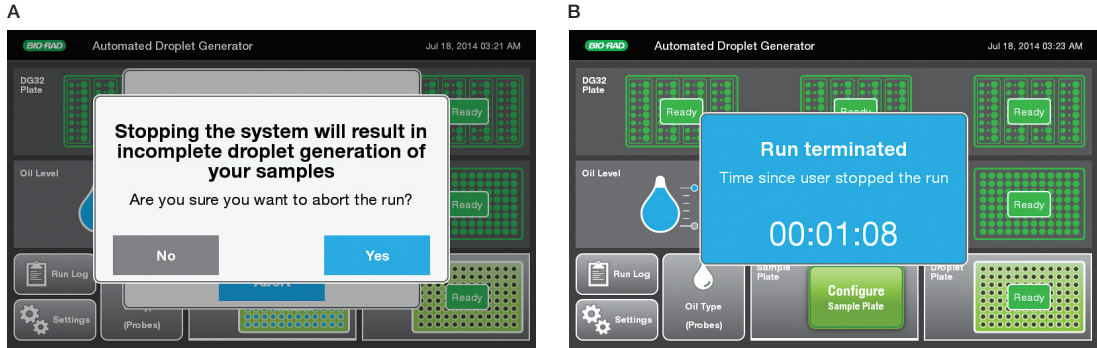 A
BIO-RAD
Automated Droplet Generator
Jul 18, 2014 03:21 AM
DG32
Plate
Ready
Stopping the system will result in
incomplete droplet generation of
your samples
Are you sure you want to abort the run?
No
Yes
Oil Level
Ready
Run Log
Settings
(Probes)
Abort
Ready
B
BIO-RAD
Automated Droplet Generator
Jul 18, 2014 03:23 AM
DG32
Plate
Ready
Ready
Ready
Run terminated
Time since user stopped the run
00:01:08
Oil Level
Ready
Run Log
Settings
Oil Type
(Probes)
Sample
Plate
Configure
Sample Plate
Droplet
Plate
Ready